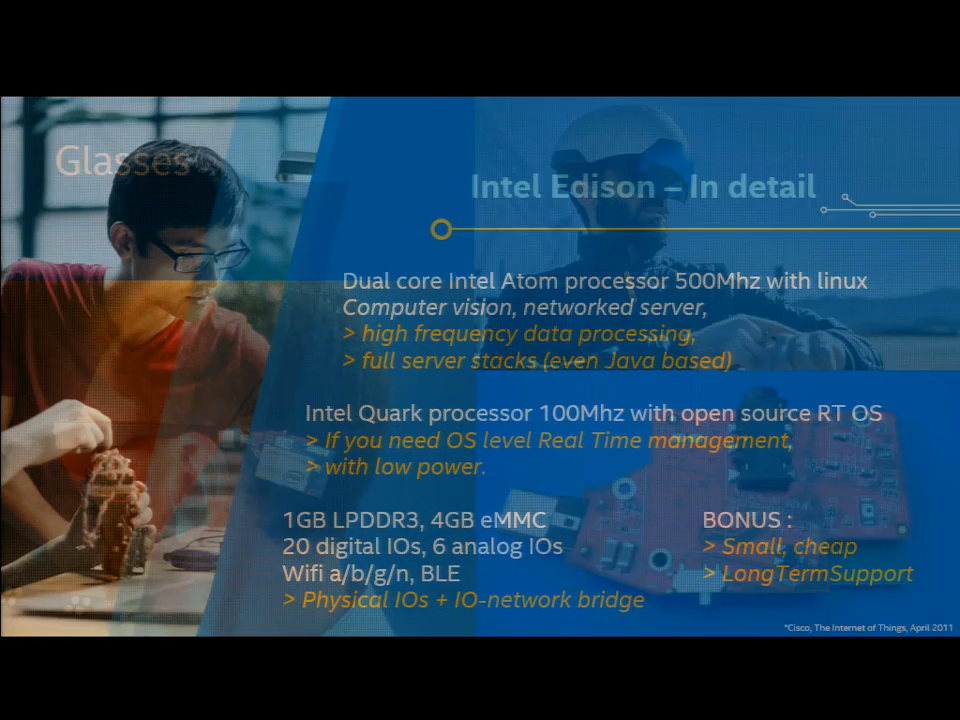 Glasses
Intel Edison – In detail
Dual core Intel Atom processor 500Mhz with linux
Computer vision, networked server,
> high frequency data processing,
> full server stacks (even Java based)
Intel Quark processor 100Mhz with open source RT OS
> If you need OS level Real Time management,
> with low power.
1GB LPDDR3, 4GB eMMC
20 digital IOs, 6 analog IOs
Wifi a/b/g/n, BLE
> Physical IOs + IO-network bridge
BONUS :
> Small, cheap
> LongTermSupport
*Cisco, The Internet of Things, April 2011